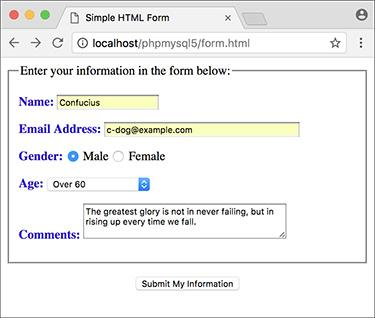 Simple HTML Form
localhost/phpmysql5/form.html
Enter your information in the form below:
Name: Confucius
Email Address: c-dog@example.com
Gender: Male Female
Age: Over 60
The greatest glory is not in never failing, but in
rising up every time we fall.
Comments:
Submit My Information